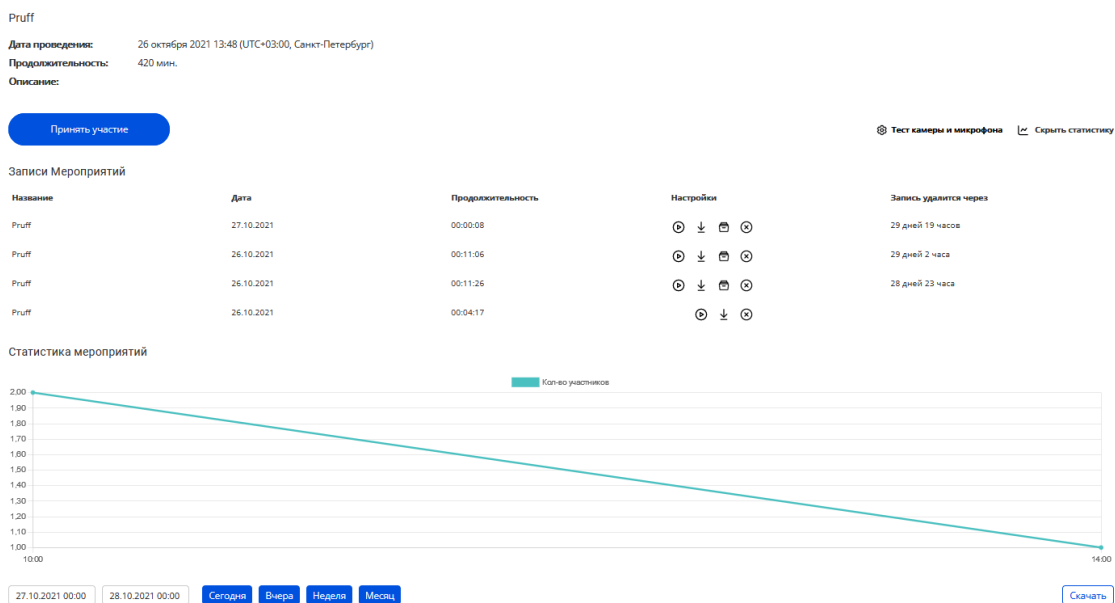 Pruff
Дата проведения: 26 октября 2021 13:48 (UTC+03:00, Санкт-Петербург)
Продолжительность: 420 мин.
Описание:
Принять участие
Тест камеры и микрофона Скрыть статистику
Записи Мероприятий
Название Дата Продолжительность Настройки Запись удалится через
Pruff 27.10.2021 00:00:08 29 дней 19 часов
Pruff 26.10.2021 00:11:06 29 дней 2 часа
Pruff 26.10.2021 00:11:26 28 дней 23 часа
Pruff 26.10.2021 00:04:17
Статистика мероприятий
Кол-во участников
2,00
1,90
1,80
1,70
1,60
1,50
1,40
1,30
1,20
1,10
1,00
10:00 14:00
27.10.2021 00:00 28.10.2021 00:00 Сегодня Вчера Неделя Месяц Скачать